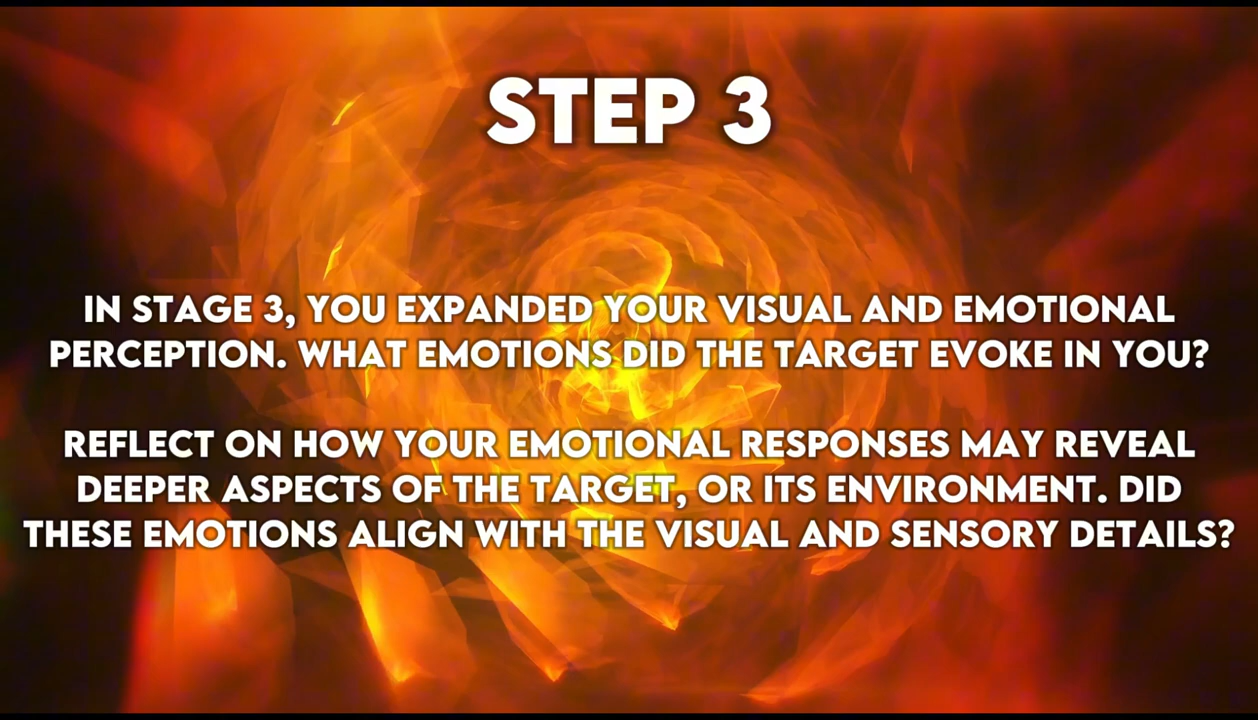 STEP 3
IN STAGE 3, YOU EXPANDED YOUR VISUAL AND EMOTIONAL
PERCEPTION. WHAT EMOTIONS DID THE TARGET EVOKE IN YOU?
REFLECT ON HOW YOUR EMOTIONAL RESPONSES MAY REVEAL
DEEPER ASPECTS OF THE TARGET, OR ITS ENVIRONMENT. DID
THESE EMOTIONS ALIGN WITH THE VISUAL AND SENSORY DETAILS?